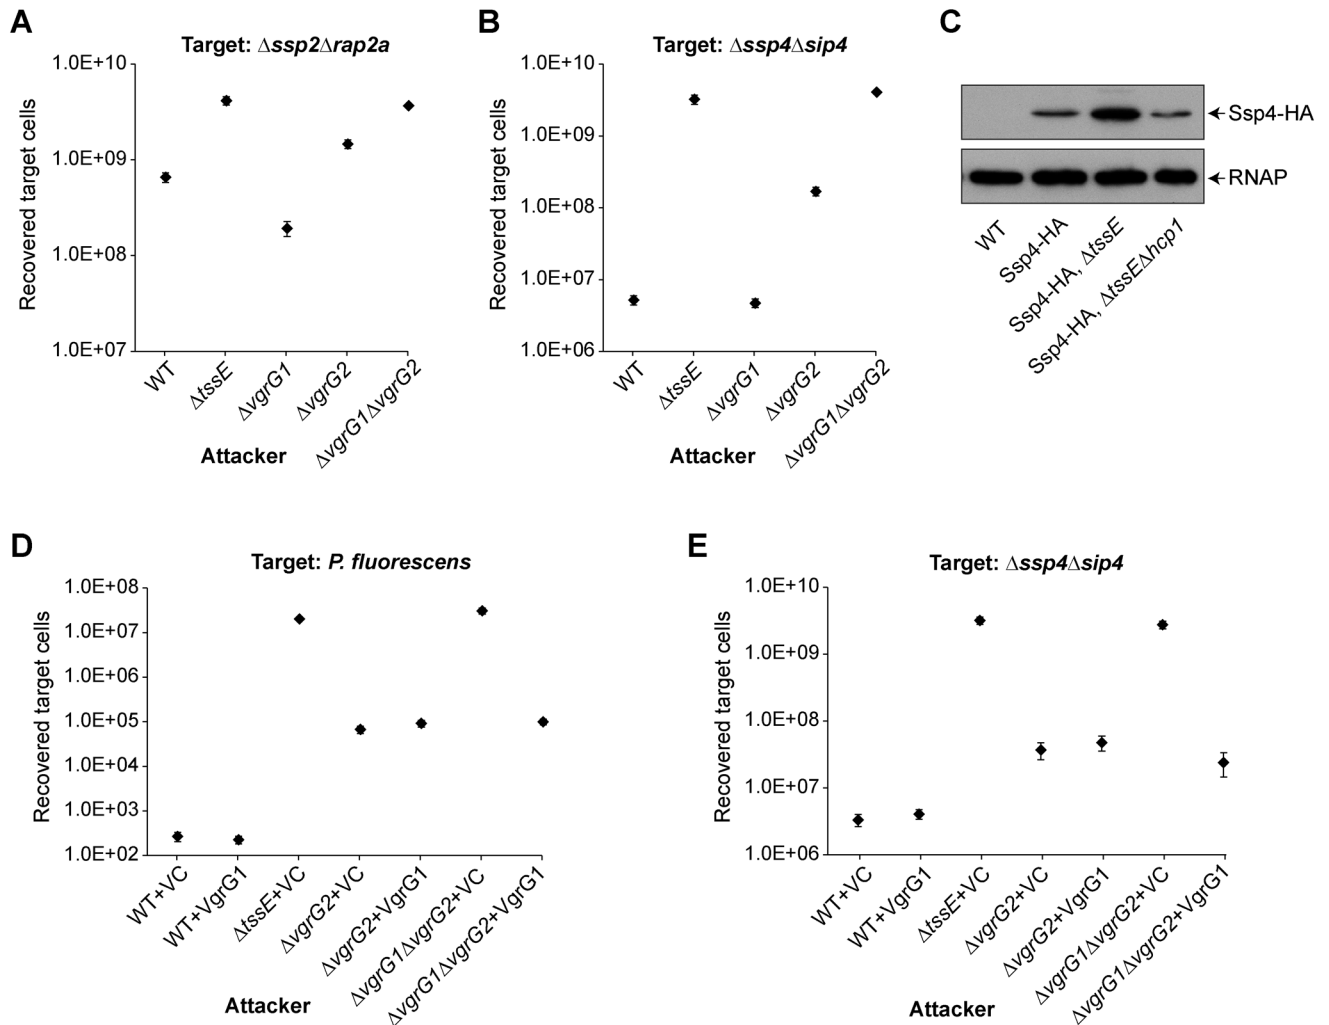 A
Target: Δssp2Δrap2a
Recovered target cells
1.0E+10
1.0E+09
1.0E+08
1.0E+07
WT
ΔtssE
ΔvgrG1
ΔvgrG2
ΔvgrG1ΔvgrG2
Attacker
B
Target: Δssp4Δsip4
Recovered target cells
1.0E+10
1.0E+09
1.0E+08
1.0E+07
1.0E+06
WT
ΔtssE
ΔvgrG1
ΔvgrG2
ΔvgrG1ΔvgrG2
Attacker
C
Ssp4-HA
RNAP
WT
Ssp4-HA
Ssp4-HA, ΔtssE
Ssp4-HA, ΔtssEΔhcp1
D
Target: P. fluorescens
Recovered target cells
1.0E+08
1.0E+07
1.0E+06
1.0E+05
1.0E+04
1.0E+03
1.0E+02
WT+VC
WT+VgrG1
ΔtssE+VC
ΔvgrG2+VC
ΔvgrG2+VgrG1
ΔvgrG1ΔvgrG2+VC
ΔvgrG1ΔvgrG2+VgrG1
Attacker
E
Target: Δssp4Δsip4
Recovered target cells
1.0E+10
1.0E+09
1.0E+08
1.0E+07
1.0E+06
WT+VC
WT+VgrG1
ΔtssE+VC
ΔvgrG2+VC
ΔvgrG2+VgrG1
ΔvgrG1ΔvgrG2+VC
ΔvgrG1ΔvgrG2+VgrG1
Attacker